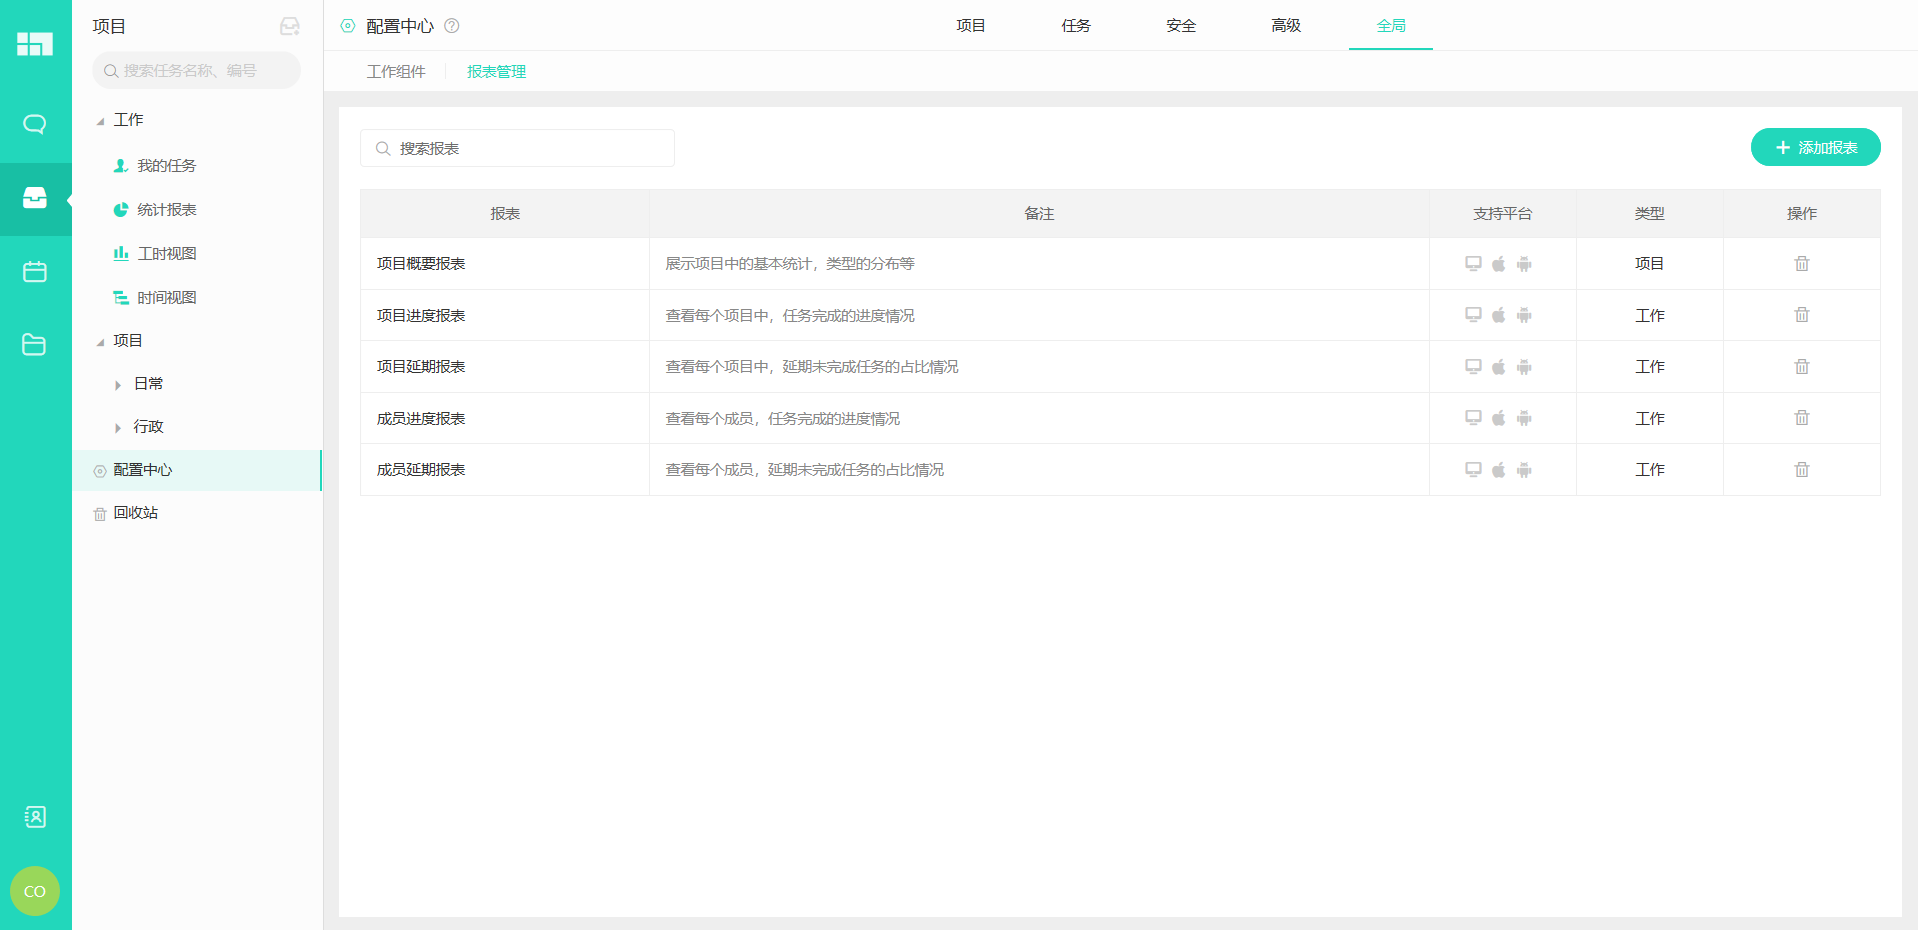 项目
搜索任务名称、编号
工作
我的任务
统计报表
工时视图
时间视图
项目
日常
行政
配置中心
回收站
CO
配置中心 ?
项目 任务 安全 高级 全局
工作组件 报表管理
搜索报表
+ 添加报表
报表 备注 支持平台 类型 操作
项目概要报表 展示项目中的基本统计，类型的分布等 项目
项目进度报表 查看每个项目中，任务完成的进度情况 工作
项目延期报表 查看每个项目中，延期未完成任务的占比情况 工作
成员进度报表 查看每个成员，任务完成的进度情况 工作
成员延期报表 查看每个成员，延期未完成任务的占比情况 工作